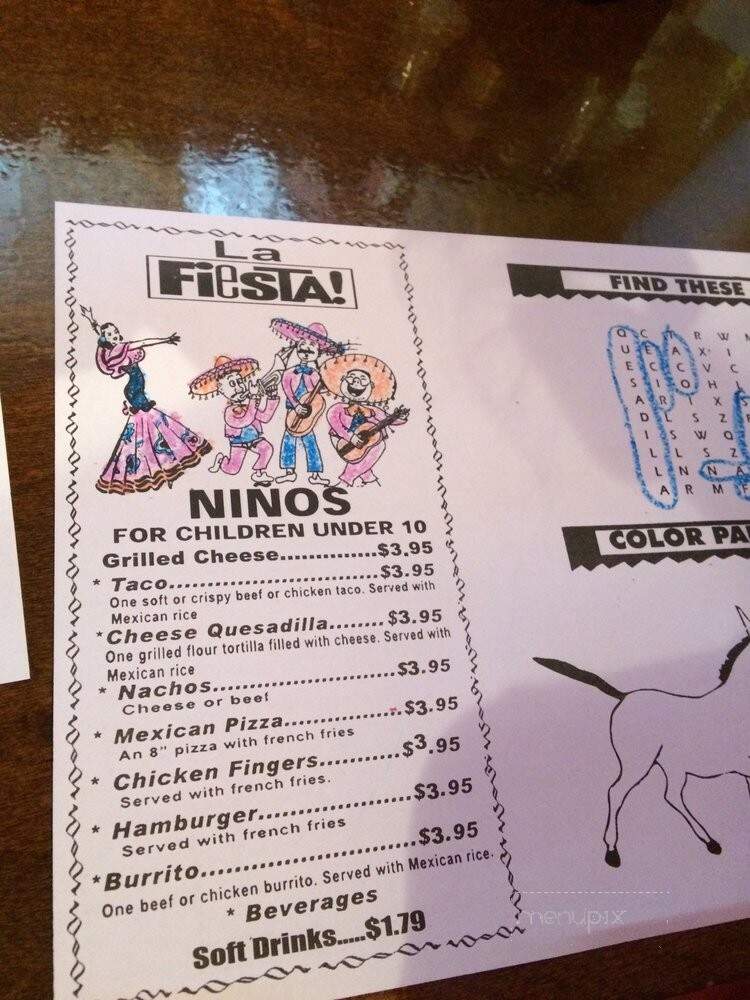 La
FiESTA!
NIÑOS
FOR CHILDREN UNDER 10
Grilled Cheese..............$3.95
* Taco..............................$3.95
One soft or crispy beef or chicken taco. Served with
Mexican rice
*Cheese Quesadilla........$3.95
One grilled flour tortilla filled with cheese. Served with
Mexican rice
* Nachos..........................$3.95
Cheese or beef
* Mexican Pizza.................$3.95
An 8" pizza with french fries
* Chicken Fingers............$3.95
Served with french fries.
* Hamburger......................$3.95
Served with french fries
*Burrito..............................$3.95
One beef or chicken burrito. Served with Mexican rice.
* Beverages
Soft Drinks.....$1.79
FIND THESE
COLOR PA
menupix